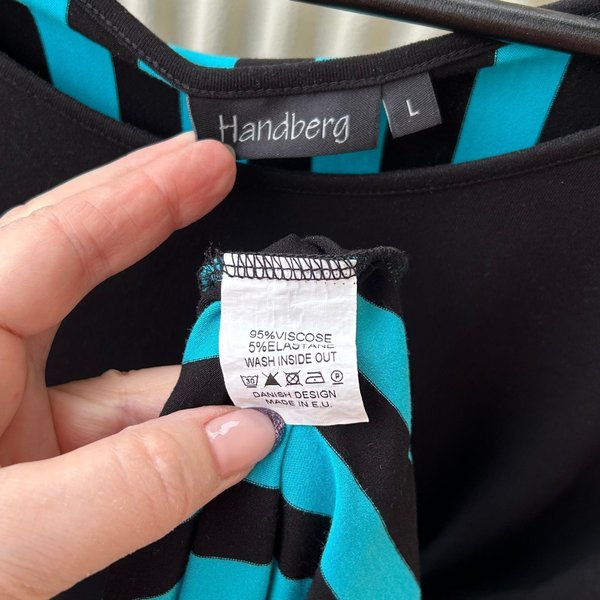 Handberg
L
95%VISCOSE
5%ELASTANE
WASH INSIDE OUT
30 P
DANISH DESIGN
MADE IN E.U.